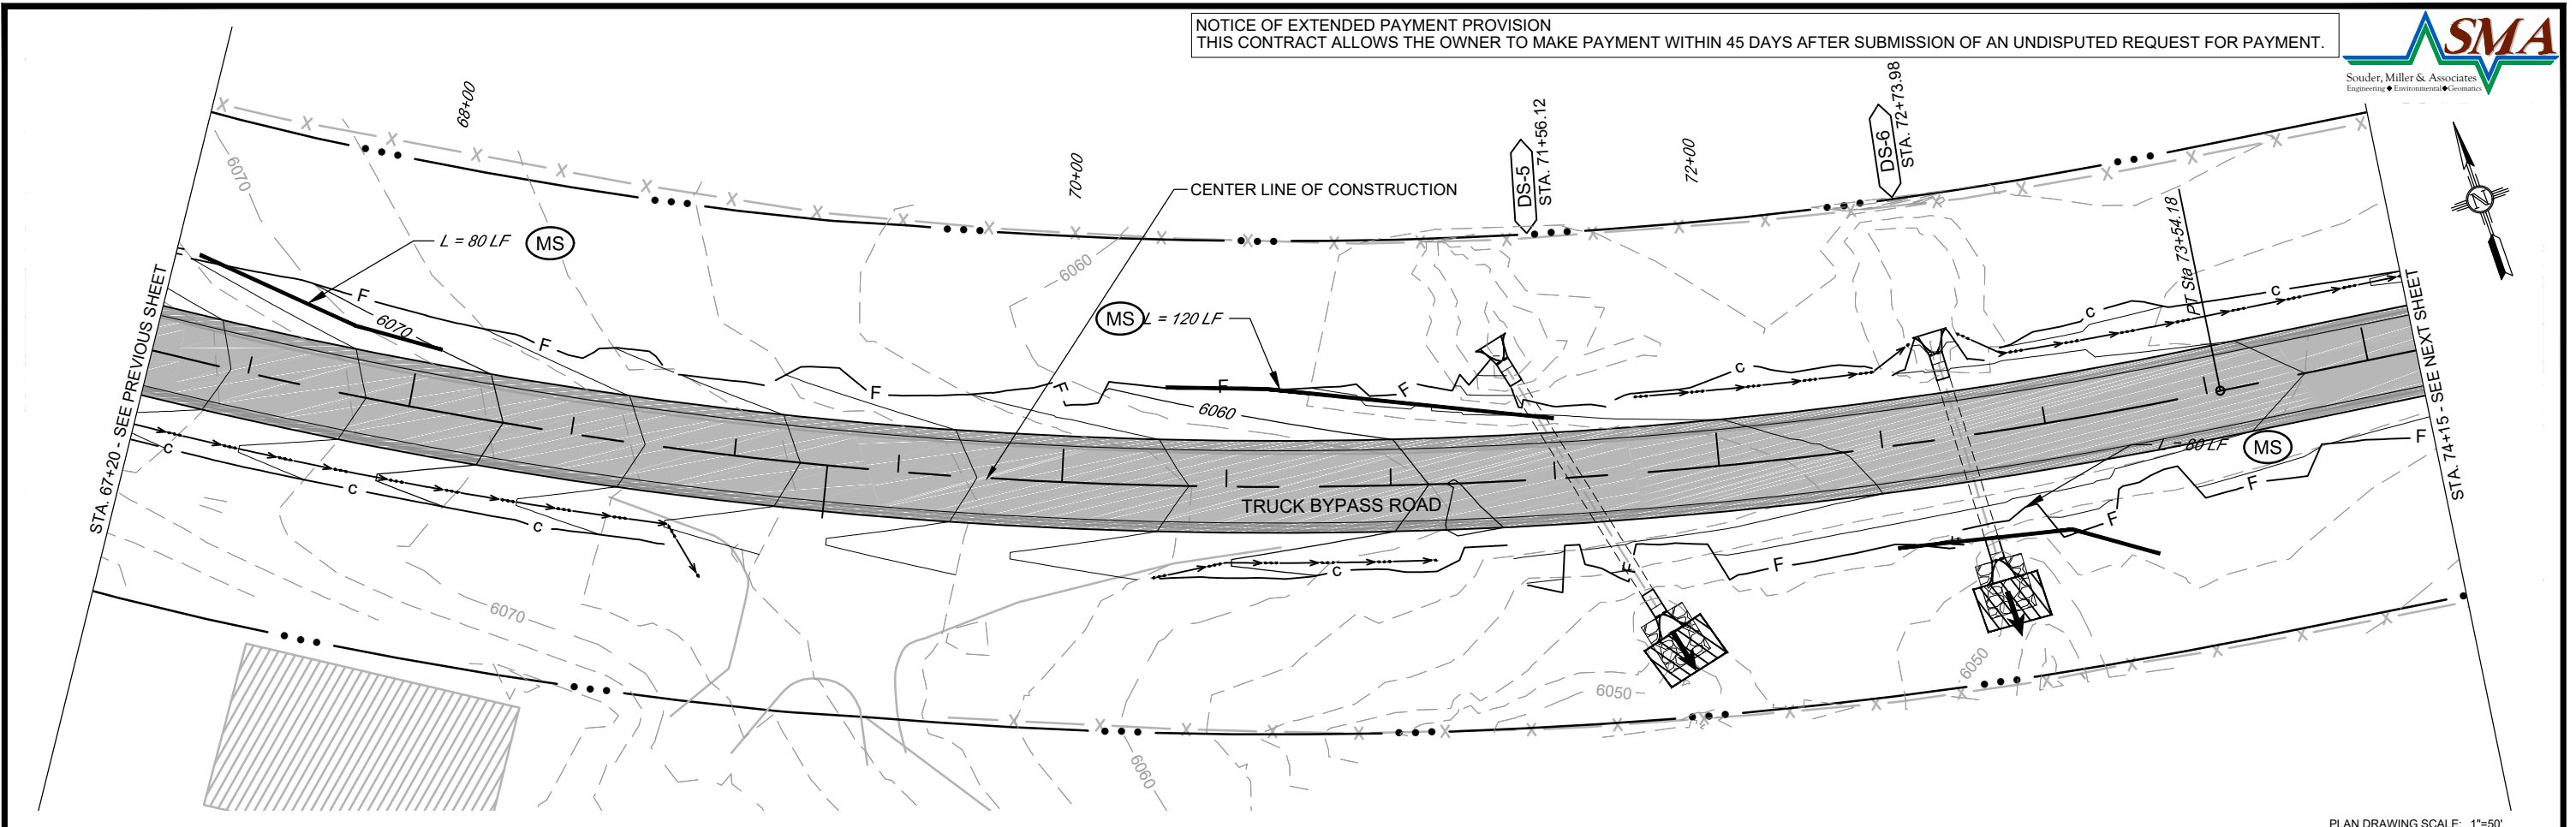 NOTICE OF EXTENDED PAYMENT PROVISION
THIS CONTRACT ALLOWS THE OWNER TO MAKE PAYMENT WITHIN 45 DAYS AFTER SUBMISSION OF AN UNDISPUTED REQUEST FOR PAYMENT.
SMA
Souder, Miller & Associates
Engineering ◆ Environmental ◆ Geomatics
68+00
70+00
72+00
DS-5
STA. 71+56.12
DS-6
STA. 72+73.98
PT Sta 73+54.18
N
CENTER LINE OF CONSTRUCTION
6070
L = 80 LF
MS
6060
F
6070
F
F
MS
L = 120 LF
F
F
F
6060
C
C
C
TRUCK BYPASS ROAD
L = 80 LF
MS
F
F
F
F
F
C
C
C
C
STA. 67+20 - SEE PREVIOUS SHEET
STA. 74+15 - SEE NEXT SHEET
6070
6060
6050
6050
PLAN DRAWING SCALE: 1"=50'